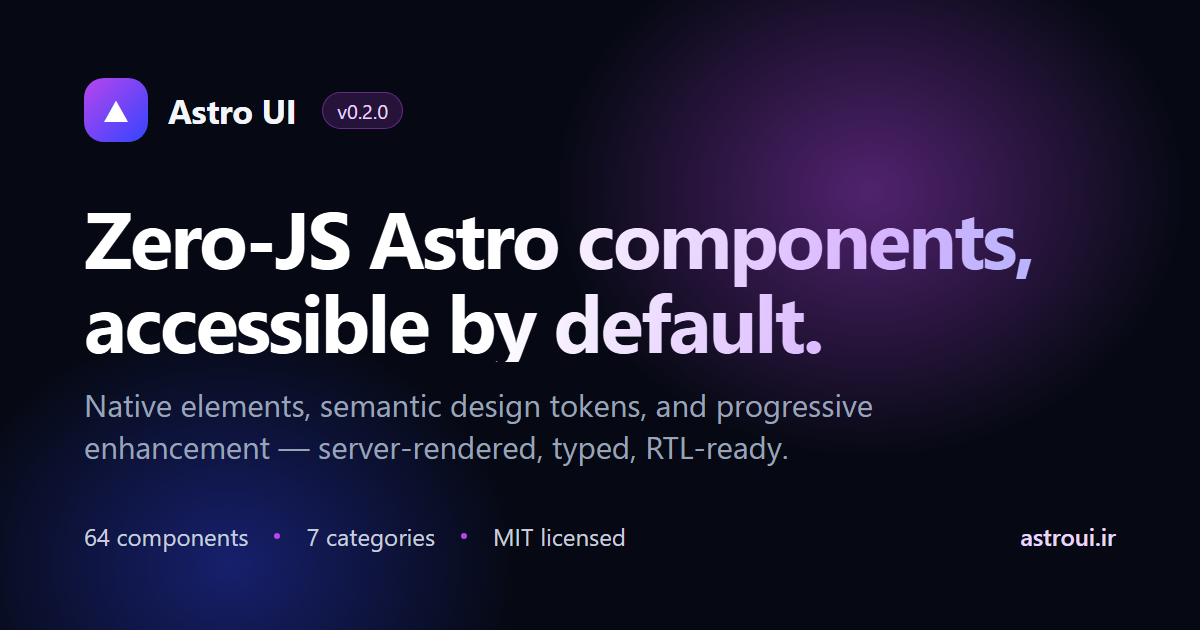 Astro UI v0.2.0
Zero-JS Astro components,
accessible by default.
Native elements, semantic design tokens, and progressive
enhancement — server-rendered, typed, RTL-ready.
64 components • 7 categories • MIT licensed astroui.ir